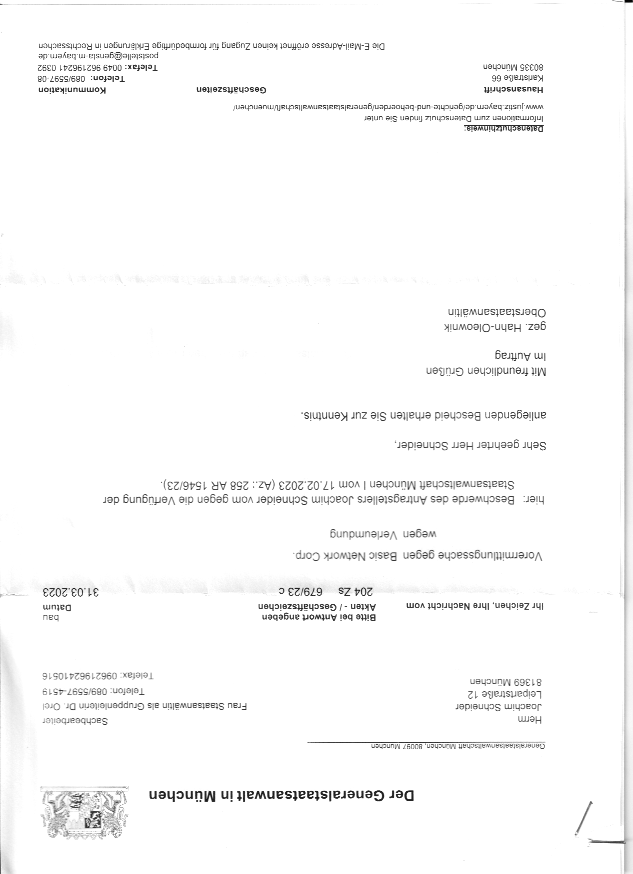 Der Generalstaatsanwalt in München
Generalstaatsanwaltschaft München, 80097 München
Herrn
Joachim Schneider
Leipartstraße 12
81369 München
Sachbearbeiter
Frau Staatsanwältin als Gruppenleiterin Dr. Orel
Telefon: 089/5597-4519
Telefax: 09621962410516
Ihr Zeichen, Ihre Nachricht vom
Bitte bei Antwort angeben
Akten - / Geschäftszeichen
204 Zs 679/23 c
bau
Datum
31.03.2023
Vorermittlungssache gegen Basic Network Corp.
wegen Verleumdung
hier: Beschwerde des Antragstellers Joachim Schneider vom gegen die Verfügung der
Staatsanwaltschaft München I vom 17.02.2023 (Az.: 258 AR 1546/23).
Sehr geehrter Herr Schneider,
anliegenden Bescheid erhalten Sie zur Kenntnis.
Mit freundlichen Grüßen
Im Auftrag
gez. Hahn-Oleownik
Oberstaatsanwältin
Datenschutzhinweis:
Informationen zum Datenschutz finden Sie unter
www.justiz.bayern.de/gerichte-und-behoerden/generalstaatsanwaltschaft/muenchen/
Hausanschrift
Karlstraße 66
80335 München
Geschäftszeiten
Kommunikation
Telefon: 089/5597-08
Telefax: 0049 962196241 0392
poststelle@gensta-m.bayern.de
Die E-Mail-Adresse eröffnet keinen Zugang für formbedürftige Erklärungen in Rechtssachen